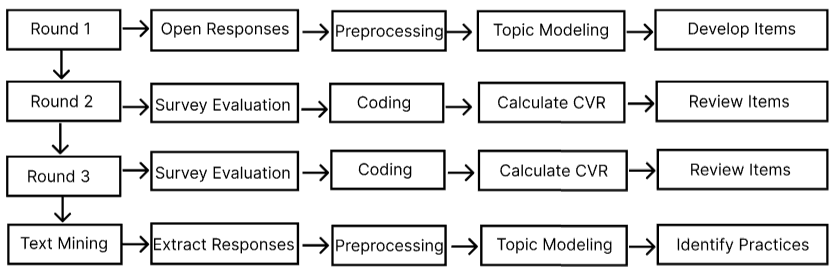 Round 1
Open Responses
Preprocessing
Topic Modeling
Develop Items
Round 2
Survey Evaluation
Coding
Calculate CVR
Review Items
Round 3
Survey Evaluation
Coding
Calculate CVR
Review Items
Text Mining
Extract Responses
Preprocessing
Topic Modeling
Identify Practices